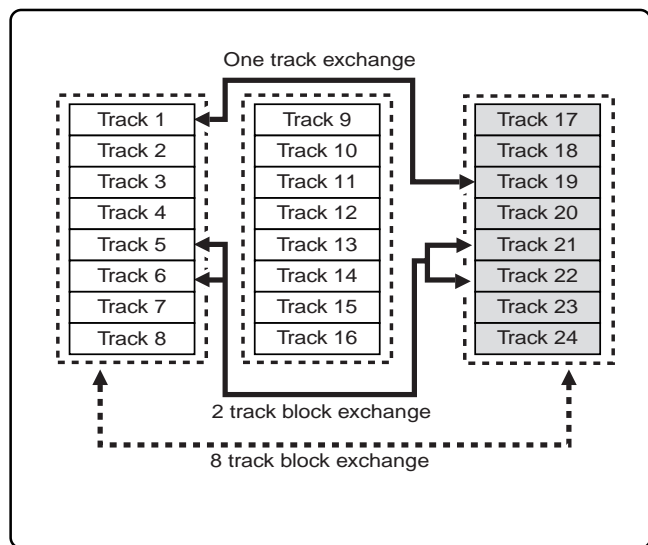 One track exchange
Track 1
Track 2
Track 3
Track 4
Track 5
Track 6
Track 7
Track 8
Track 9
Track 10
Track 11
Track 12
Track 13
Track 14
Track 15
Track 16
Track 17
Track 18
Track 19
Track 20
Track 21
Track 22
Track 23
Track 24
2 track block exchange
8 track block exchange